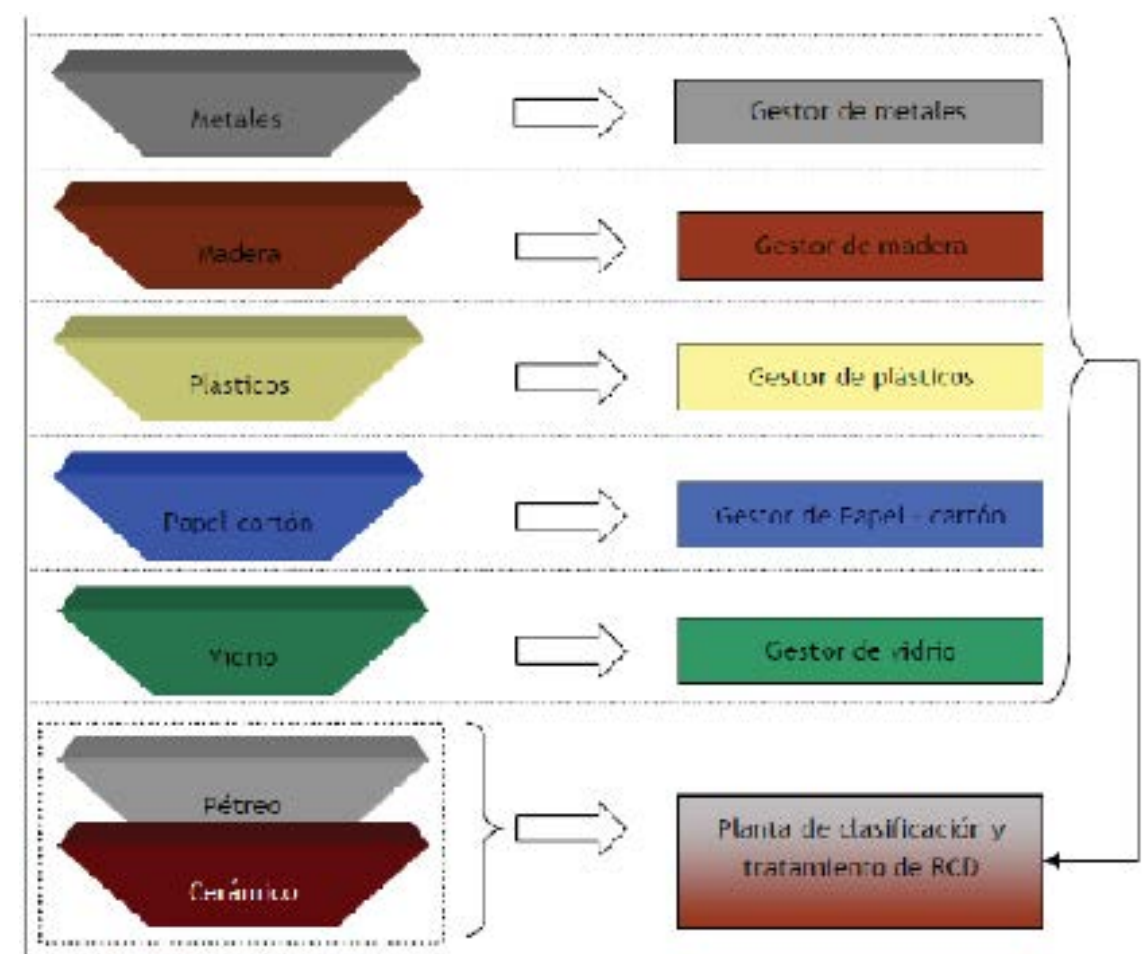 Metales
Gestor de metales
Madera
Gestor de madera
Plásticos
Gestor de plásticos
Papel cartón
Gestor de Papel - cartón
Vidrio
Gestor de vidrio
Pétreo
Cerámico
Planta de clasificación y
tratamiento de RCD